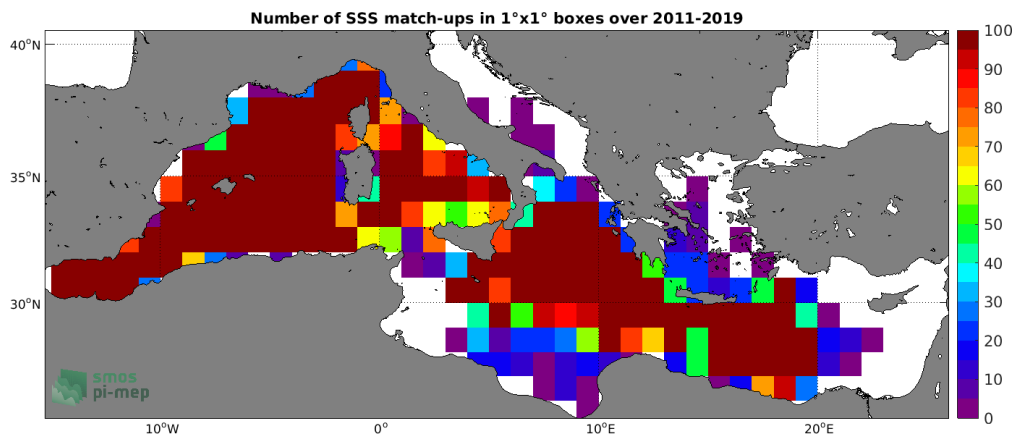 Number of SSS match-ups in 1°x1° boxes over 2011-2019
40°N
35°N
30°N
10°W
0°
10°E
20°E
100
90
80
70
60
50
40
30
20
10
0
smos
pi-mep